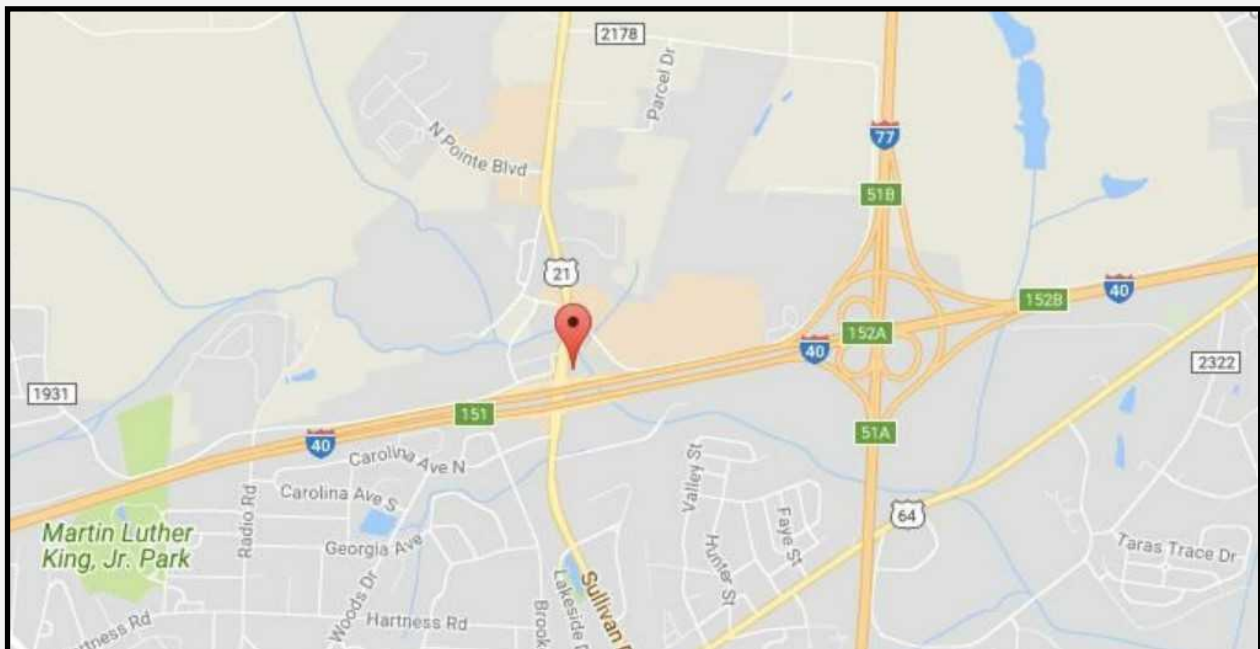 2178
Parcel Dr
77
N Pointe Blvd
51B
21
40
152B
152A
40
1931
2322
151
40
51A
Carolina Ave N
Valley St
Carolina Ave S
64
Faye St
Radio Rd
Martin Luther
King, Jr. Park
Georgia Ave
Hunter St
Taras Trace Dr
Woods Dr
Hartness Rd
Lakeside
Sullivan